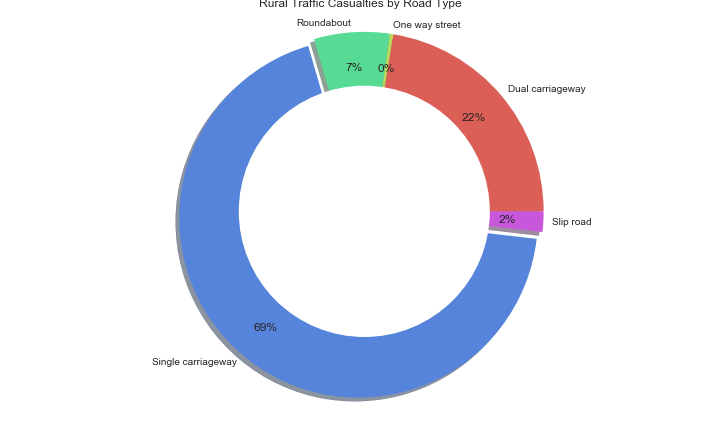 Rural Traffic Casualties by Road Type
Roundabout
One way street
7%
0%
Dual carriageway
22%
2%
Slip road
69%
Single carriageway